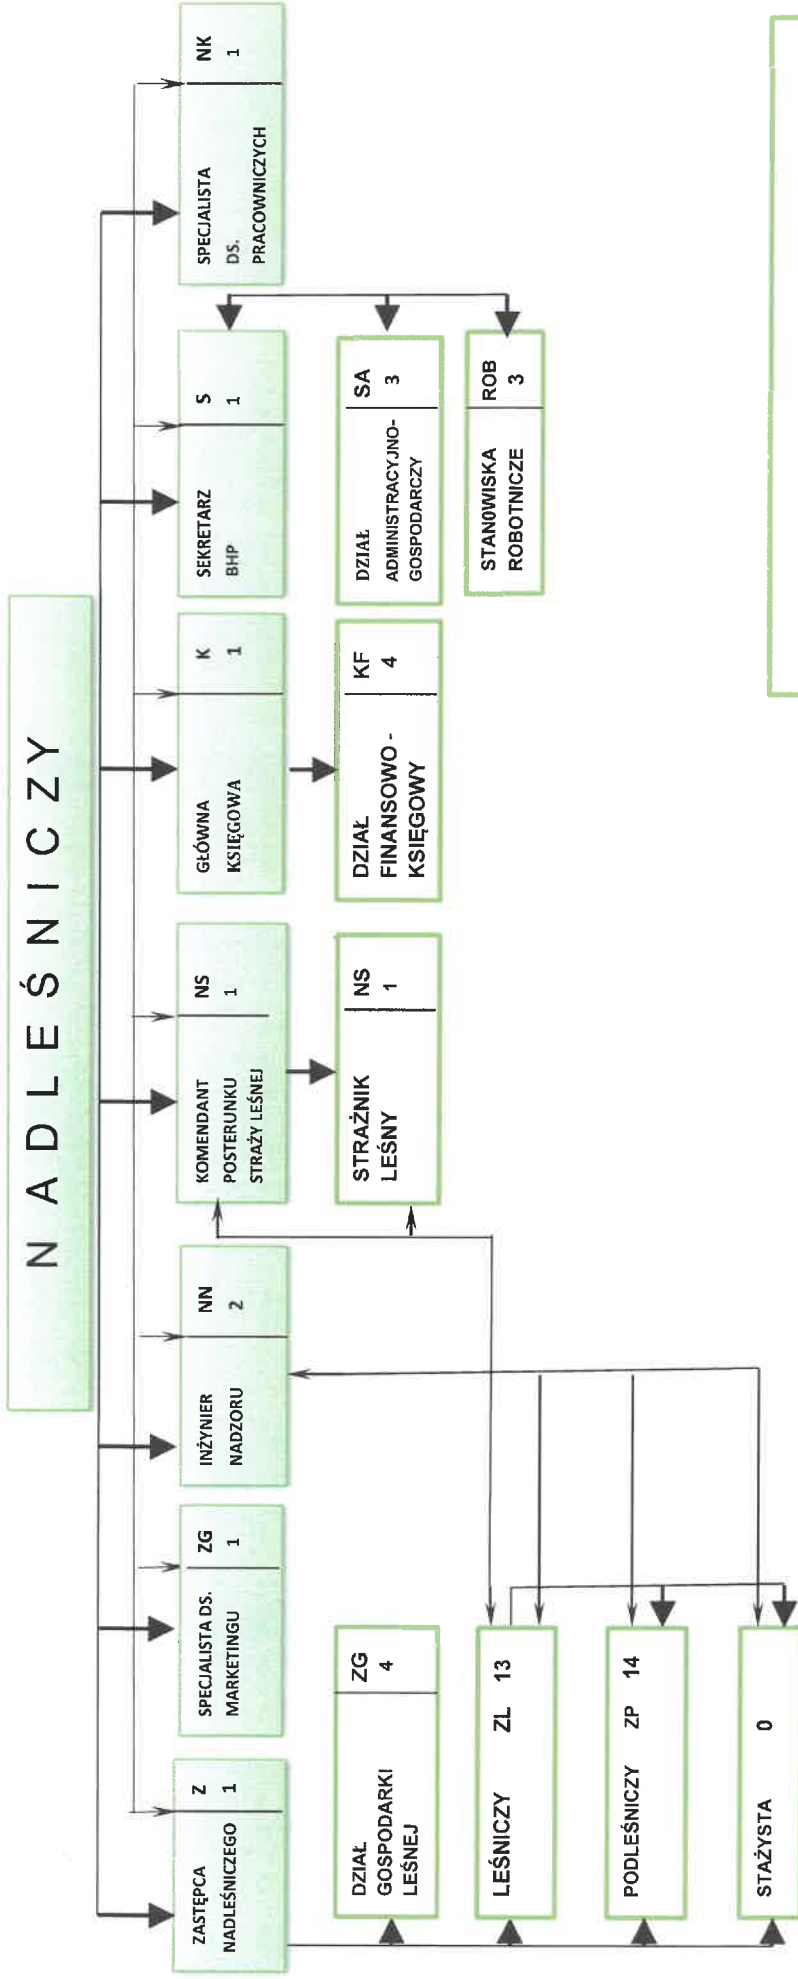 N A D L E Ś N I C Z Y
ZASTĘPCA
NADLEŚNICZEGO
Z
1
SPECJALISTA DS.
MARKETINGU
ZG
1
INŻYNIER
NADZORU
NN
2
KOMENDANT
POSTERUNKU
STRAŻY LEŚNEJ
NS
1
GŁÓWNA
KSIĘGOWA
K
1
SEKRETARZ
BHP
S
1
SPECJALISTA
DS.
PRACOWNICZYCH
NK
1
DZIAŁ
GOSPODARKI
LEŚNEJ
ZG
4
STRAŻNIK
LEŚNY
NS
1
DZIAŁ
FINANSOWO -
KSIĘGOWY
KF
4
DZIAŁ
ADMINISTRACYJNO-
GOSPODARCZY
SA
3
LEŚNICZY ZL 13
STANOWISKA
ROBOTNICZE
ROB
3
PODLEŚNICZY ZP 14
STAŻYSTA 0